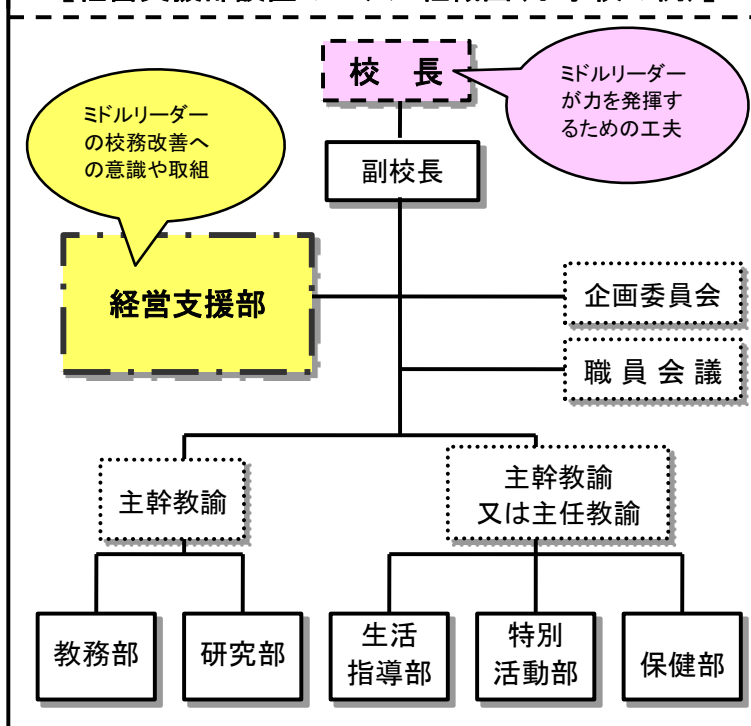 校 長
ミドルリーダー
が力を発揮す
るための工夫
ミドルリーダー
の校務改善へ
の意識や取組
副校長
経営支援部
企画委員会
職 員 会 議
主幹教諭
主幹教諭
又は主任教諭
教務部
研究部
生活
指導部
特別
活動部
保健部